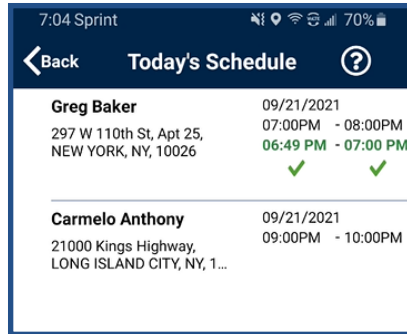 7:04 Sprint 70%
Back Today's Schedule ?
Greg Baker 09/21/2021
297 W 110th St, Apt 25, 07:00PM - 08:00PM
NEW YORK, NY, 10026 06:49 PM - 07:00 PM
Carmelo Anthony 09/21/2021
21000 Kings Highway, 09:00PM - 10:00PM
LONG ISLAND CITY, NY, 1...